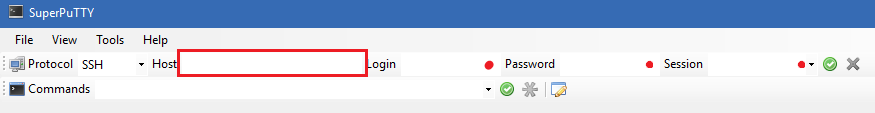 SuperPuTTY
File View Tools Help
Protocol SSH Host Login Password Session
Commands